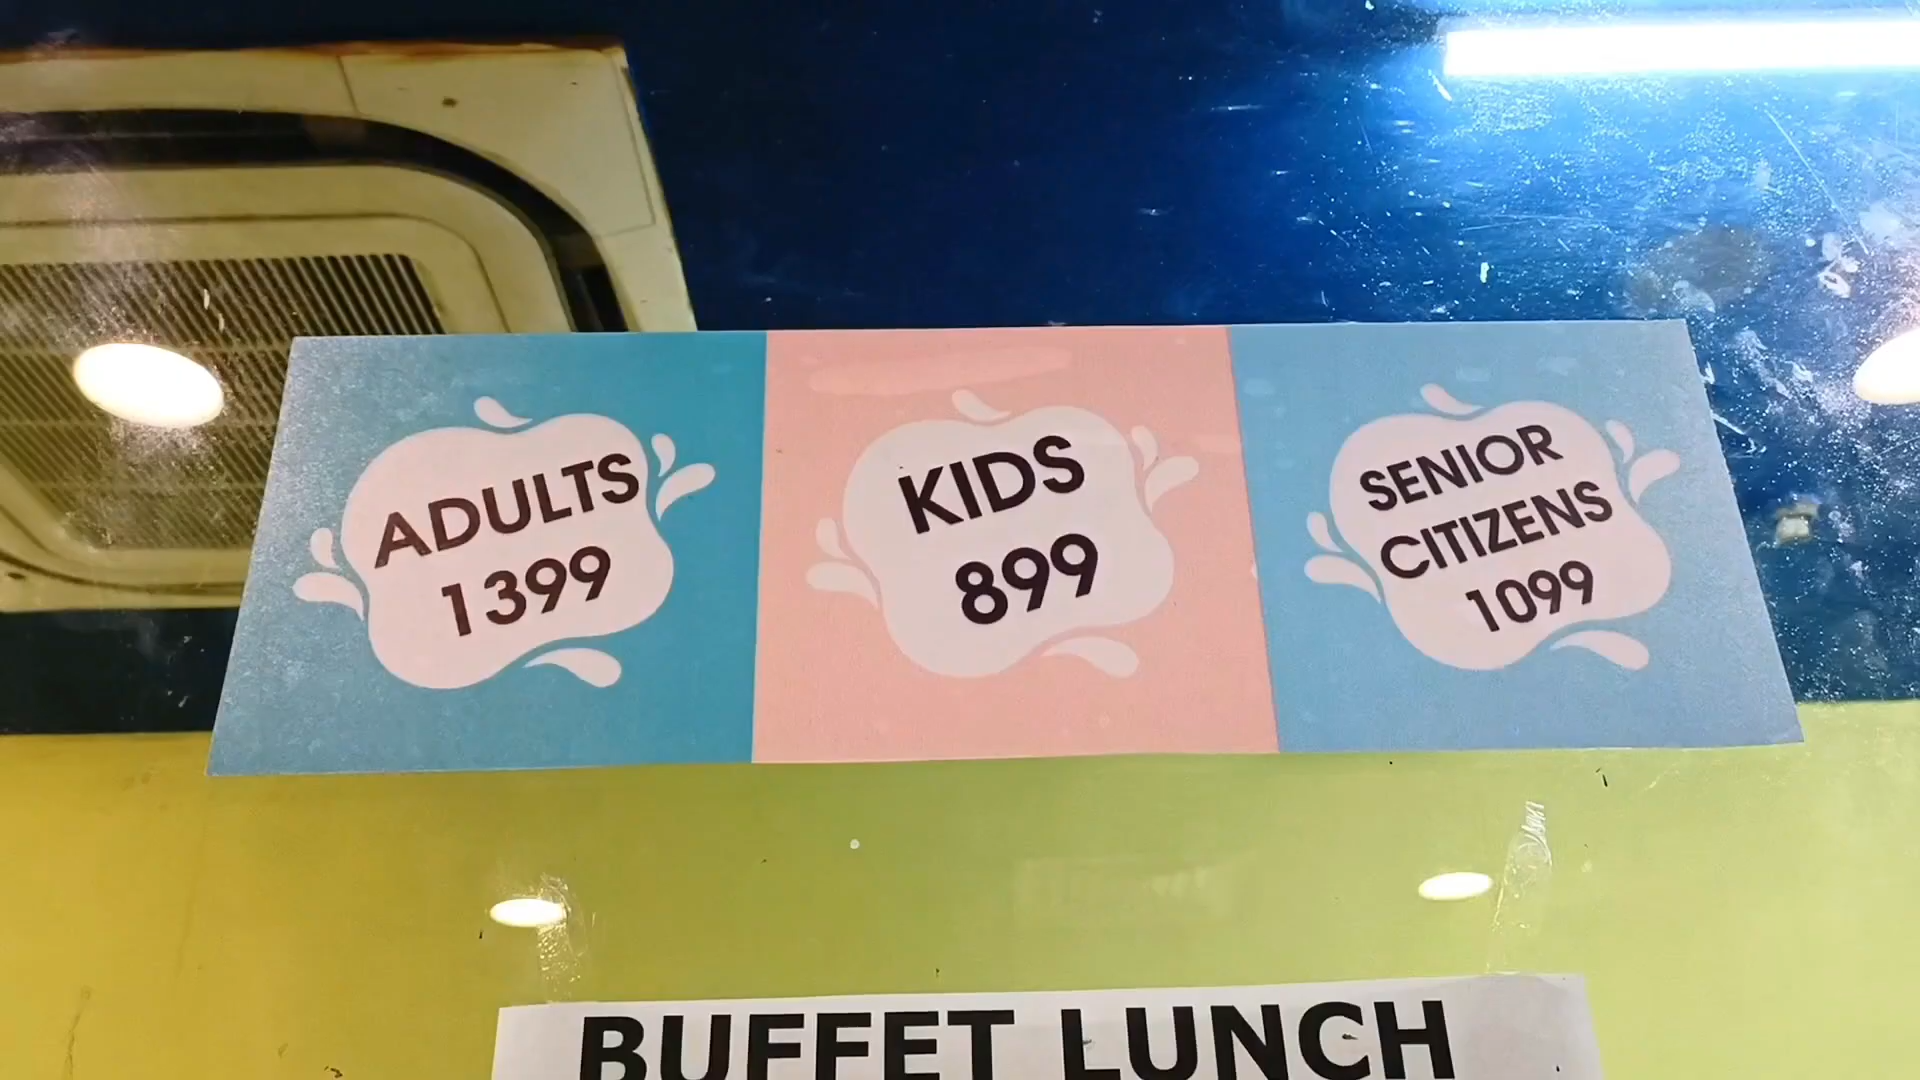 ADULTS
1399
KIDS
899
SENIOR
CITIZENS
1099
BUFFET LUNCH